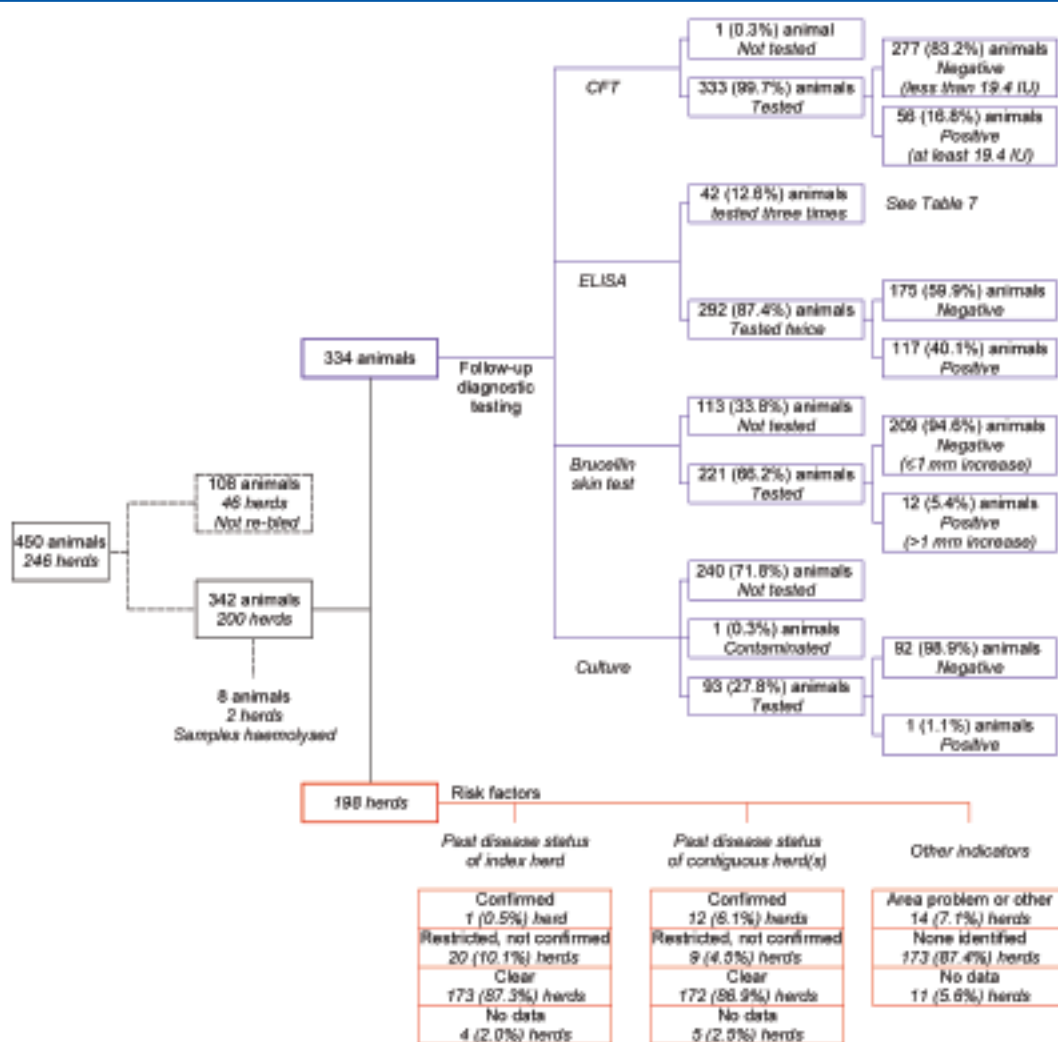 1 (0.3%) animal
Not tested
CFT
333 (99.7%) animals
Tested
277 (83.2%) animals
Negative
(less than 19.4 IU)
56 (16.8%) animals
Positive
(at least 19.4 IU)
42 (12.6%) animals
tested three times
See Table 7
ELISA
292 (87.4%) animals
Tested twice
175 (59.9%) animals
Negative
117 (40.1%) animals
Positive
334 animals
Follow-up
diagnostic
testing
113 (33.8%) animals
Not tested
Brucellin
skin test
221 (66.2%) animals
Tested
209 (94.6%) animals
Negative
(≤1 mm increase)
12 (5.4%) animals
Positive
(>1 mm increase)
450 animals
246 herds
108 animals
46 herds
Not re-bled
342 animals
200 herds
8 animals
2 herds
Samples haemolysed
240 (71.8%) animals
Not tested
1 (0.3%) animals
Contaminated
Culture
93 (27.8%) animals
Tested
92 (98.9%) animals
Negative
1 (1.1%) animals
Positive
198 herds
Risk factors
Past disease status
of index herd
Confirmed
1 (0.5%) herd
Restricted, not confirmed
20 (10.1%) herds
Clear
173 (87.3%) herds
No data
4 (2.0%) herds
Past disease status
of contiguous herd(s)
Confirmed
12 (6.1%) herds
Restricted, not confirmed
9 (4.5%) herds
Clear
172 (86.9%) herds
No data
5 (2.5%) herds
Other indicators
Area problem or other
14 (7.1%) herds
None identified
173 (87.4%) herds
No data
11 (5.6%) herds